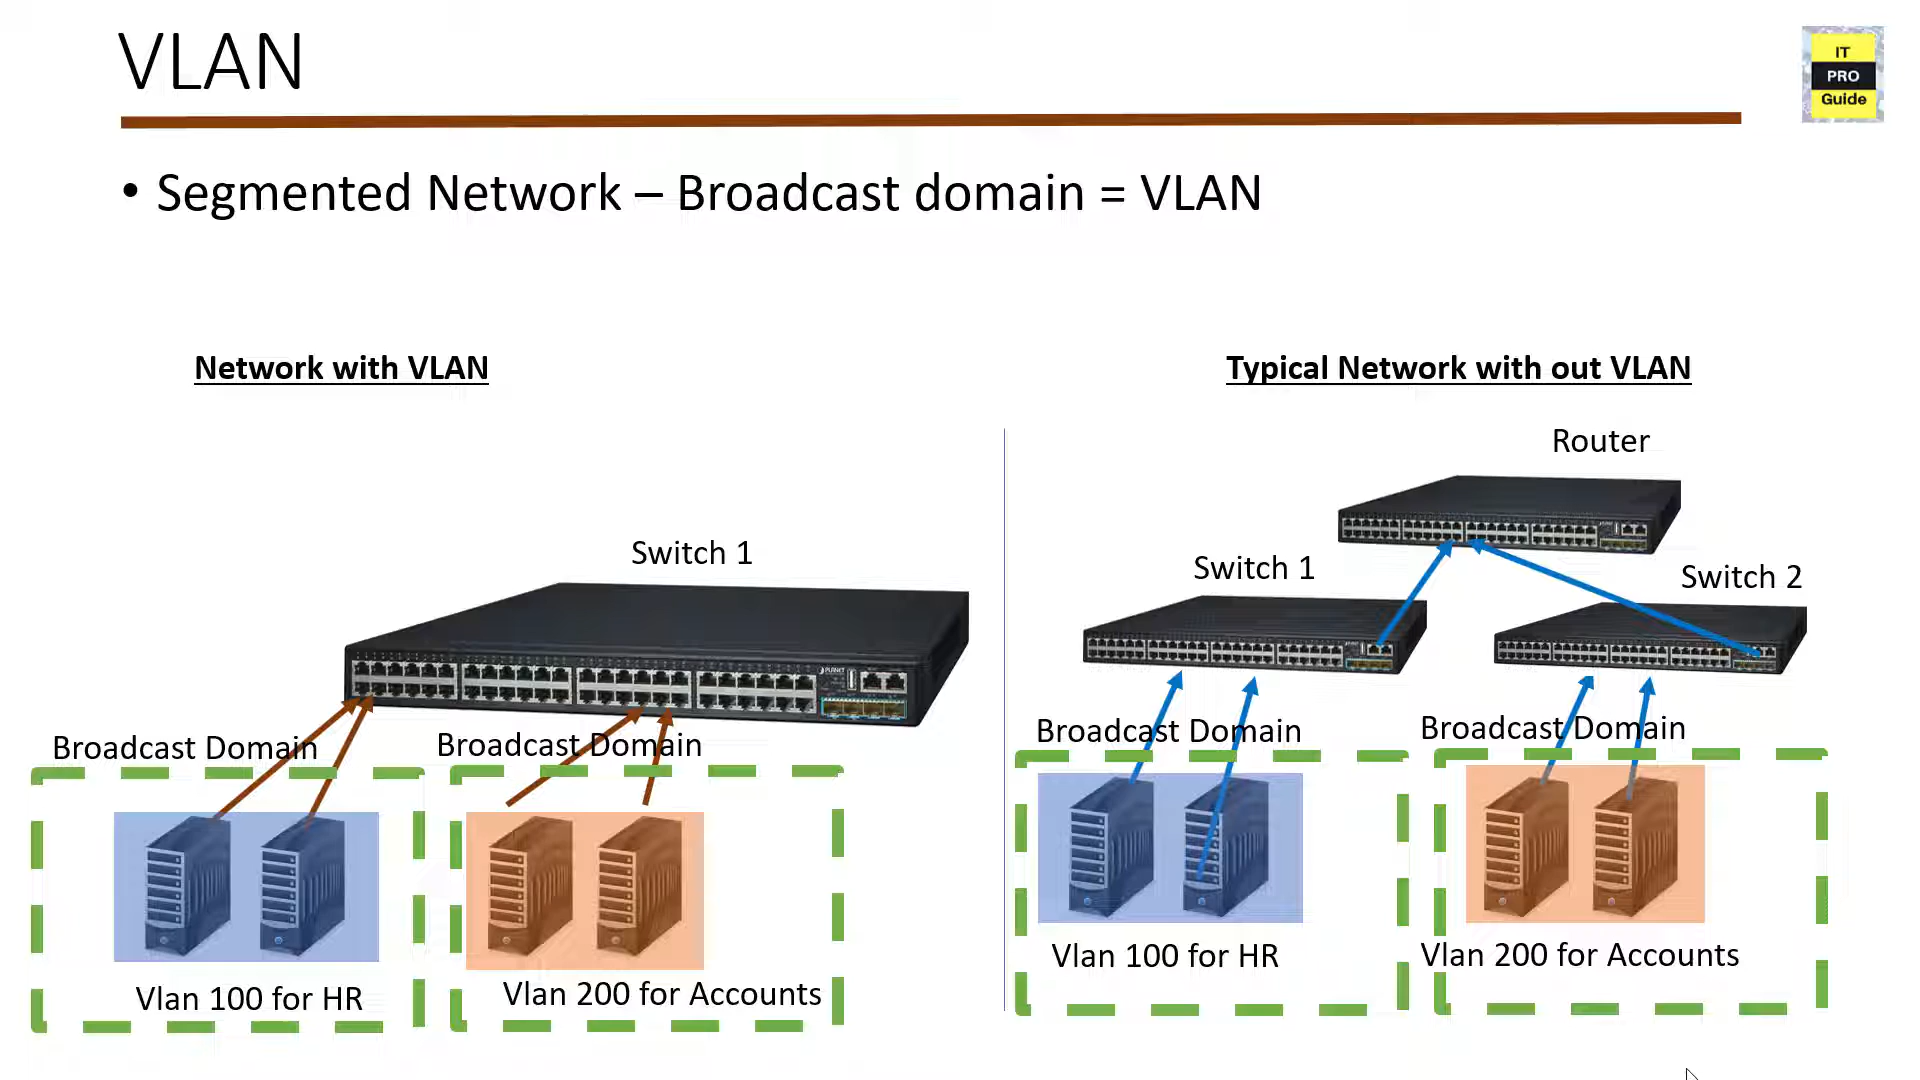 VLAN
IT
PRO
Guide
• Segmented Network – Broadcast domain = VLAN
Network with VLAN
Switch 1
PLANET
Broadcast Domain
Broadcast Domain
Vlan 100 for HR
Vlan 200 for Accounts
Typical Network with out VLAN
Router
Switch 1
Switch 2
Broadcast Domain
Broadcast Domain
Vlan 100 for HR
Vlan 200 for Accounts